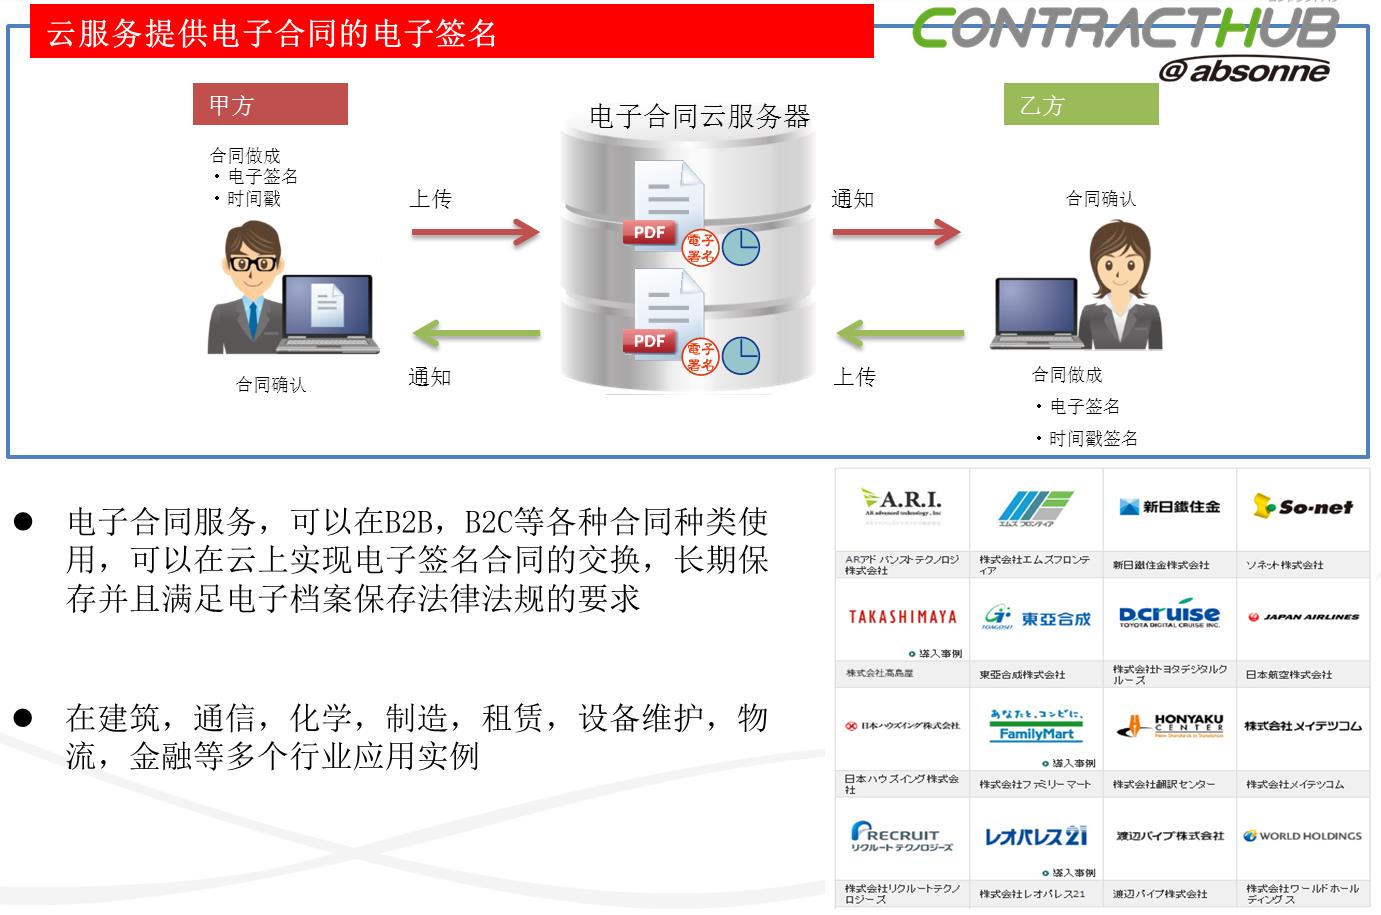 云服务提供电子合同的电子签名
CONTRACTHUB
@absonne
甲方
电子合同云服务器
乙方
合同做成
・电子签名
・时间戳
上传
通知
合同确认
PDF
電子
署名
PDF
電子
署名
合同确认
通知
上传
合同做成
・电子签名
・时间戳签名
● 电子合同服务，可以在B2B，B2C等各种合同种类使
用，可以在云上实现电子签名合同的交换，长期保
存并且满足电子档案保存法律法规的要求
● 在建筑，通信，化学，制造，租赁，设备维护，物
流，金融等多个行业应用实例
A.R.I.
AR advanced technology, Inc
エムズ フロンティア
新日鐵住金
So-net
ARアドバンストテクノロジ
株式会社
株式会社エムズフロンテ
ィア
新日鐵住金株式会社
ソネット株式会社
TAKASHIMAYA
導入事例
TOAGOSEI
東亞合成
D.CRUISE
TOYOTA DIGITAL CRUISE INC.
JAPAN AIRLINES
株式会社高島屋
東亞合成株式会社
株式会社トヨタデジタルク
ルーズ
日本航空株式会社
日本ハウズイング株式会社
あなたと、コンビに、
FamilyMart
導入事例
HONYAKU
CENTER
New Standards in Translation
株式会社メイテツコム
日本ハウズイング株式会
社
株式会社ファミリーマート
株式会社翻訳センター
株式会社メイテツコム
RECRUIT
リクルートテクノロジーズ
レオパレス21
導入事例
渡辺パイプ株式会社
WORLD HOLDINGS
株式会社リクルートテクノ
ロジーズ
株式会社レオパレス21
渡辺パイプ株式会社
株式会社ワールドホール
ディングス